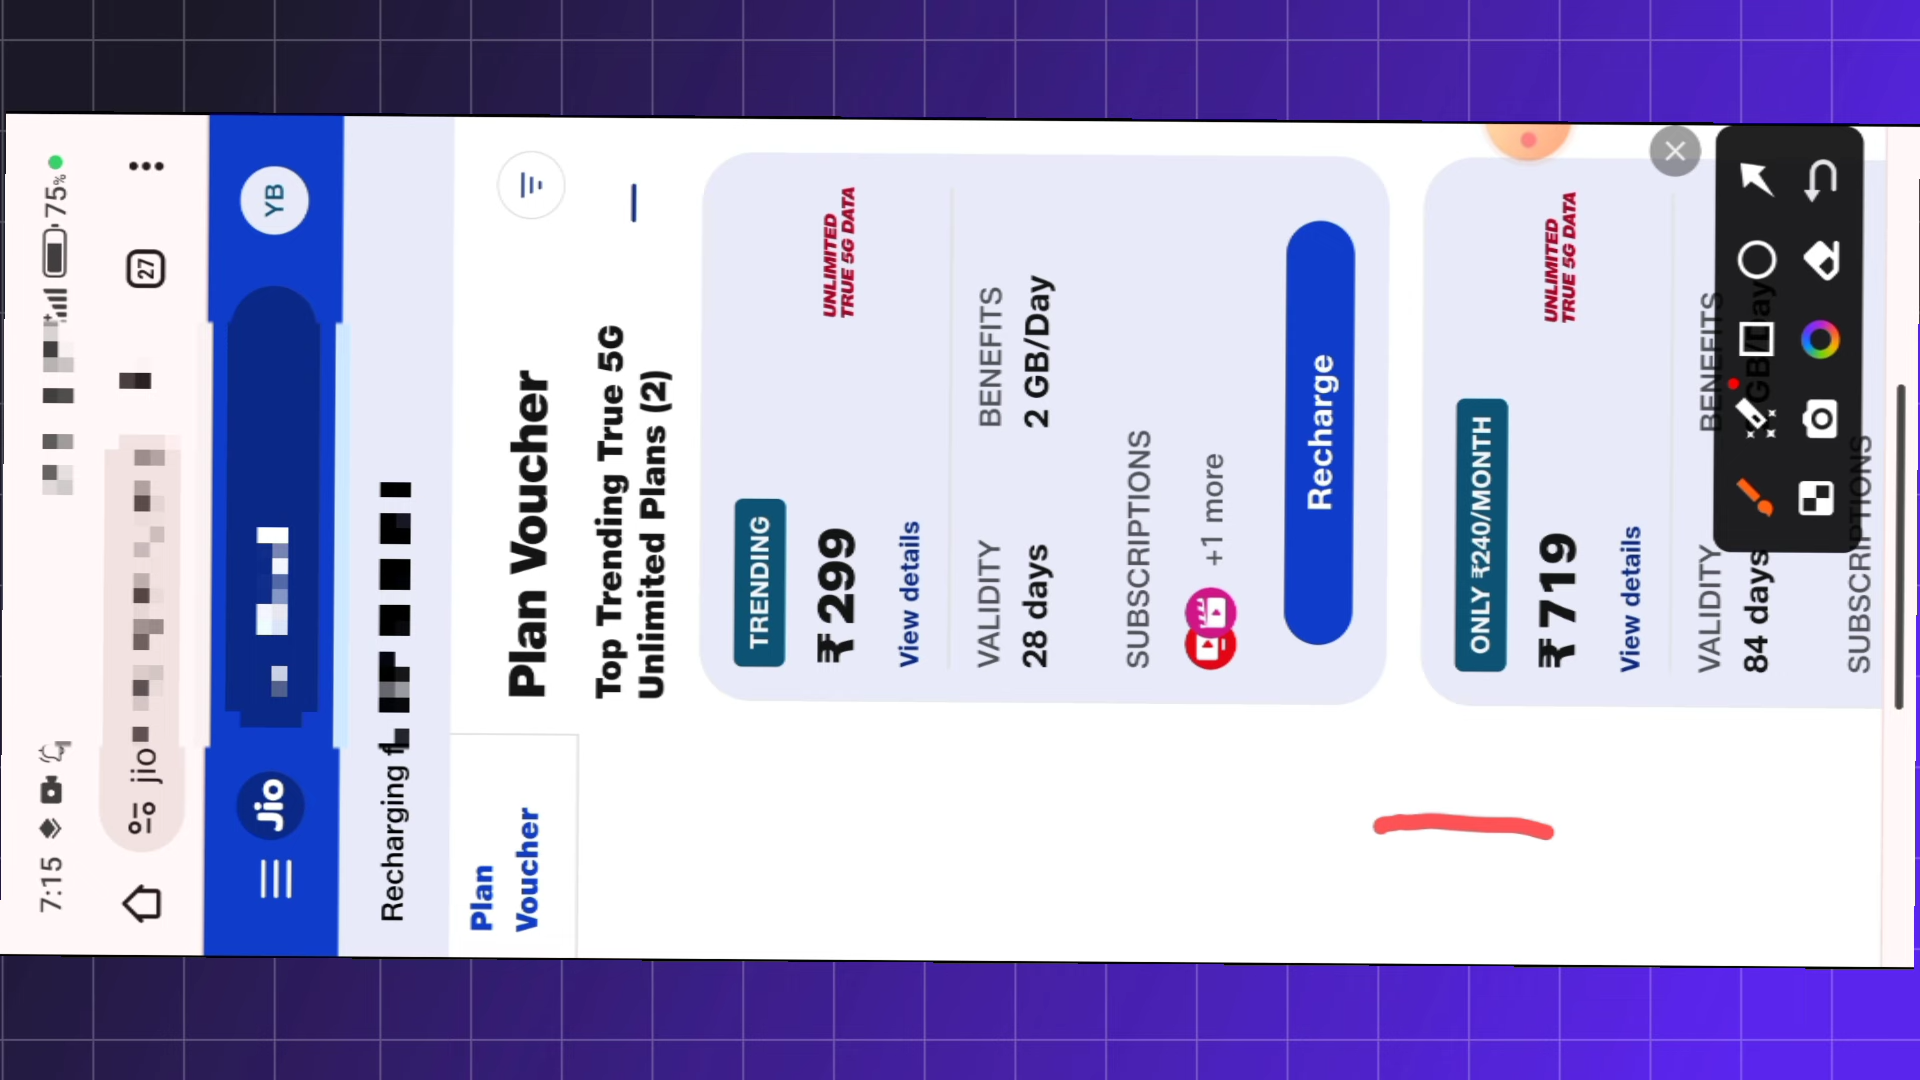 7:15
75%
jio
27
Jio
YB
Recharging f
Plan
Voucher
Plan Voucher
Top Trending True 5G
Unlimited Plans (2)
TRENDING
₹299
UNLIMITED
TRUE 5G DATA
View details
VALIDITY
BENEFITS
28 days
2 GB/Day
SUBSCRIPTIONS
+1 more
Recharge
ONLY ₹240/MONTH
₹719
UNLIMITED
TRUE 5G DATA
View details
VALIDITY
BENEFITS
84 days
GB/Day
SUBSCRIPTIONS